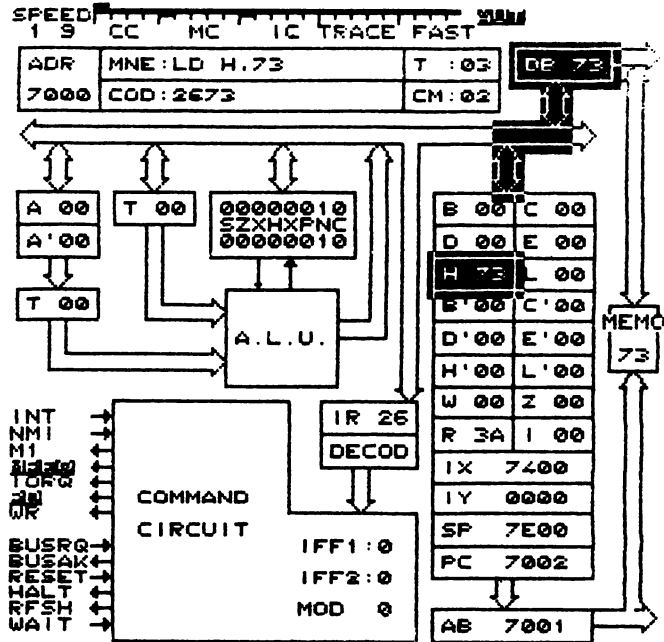 SPEED
1 9 CC MC IC TRACE FAST
ADR MNE:LD H.73 T :03
7000 COD:2673 CM:02
DB 73
A 00
A'00
T 00
T 00
00000010
SZXHXPNC
00000010
A.L.U.
B 00 C 00
D 00 E 00
H 73 L 00
B'00 C'00
D'00 E'00
H'00 L'00
W 00 Z 00
R 3A I 00
IX 7400
IY 0000
SP 7E00
PC 7002
AB 7001
MEMO
73
IR 26
DECOD
COMMAND
CIRCUIT
IFF1:0
IFF2:0
MOD 0
INT
NMI
M1
IORQ
WR
BUSRQ
BUSAK
RESET
HALT
RFSH
WAIT